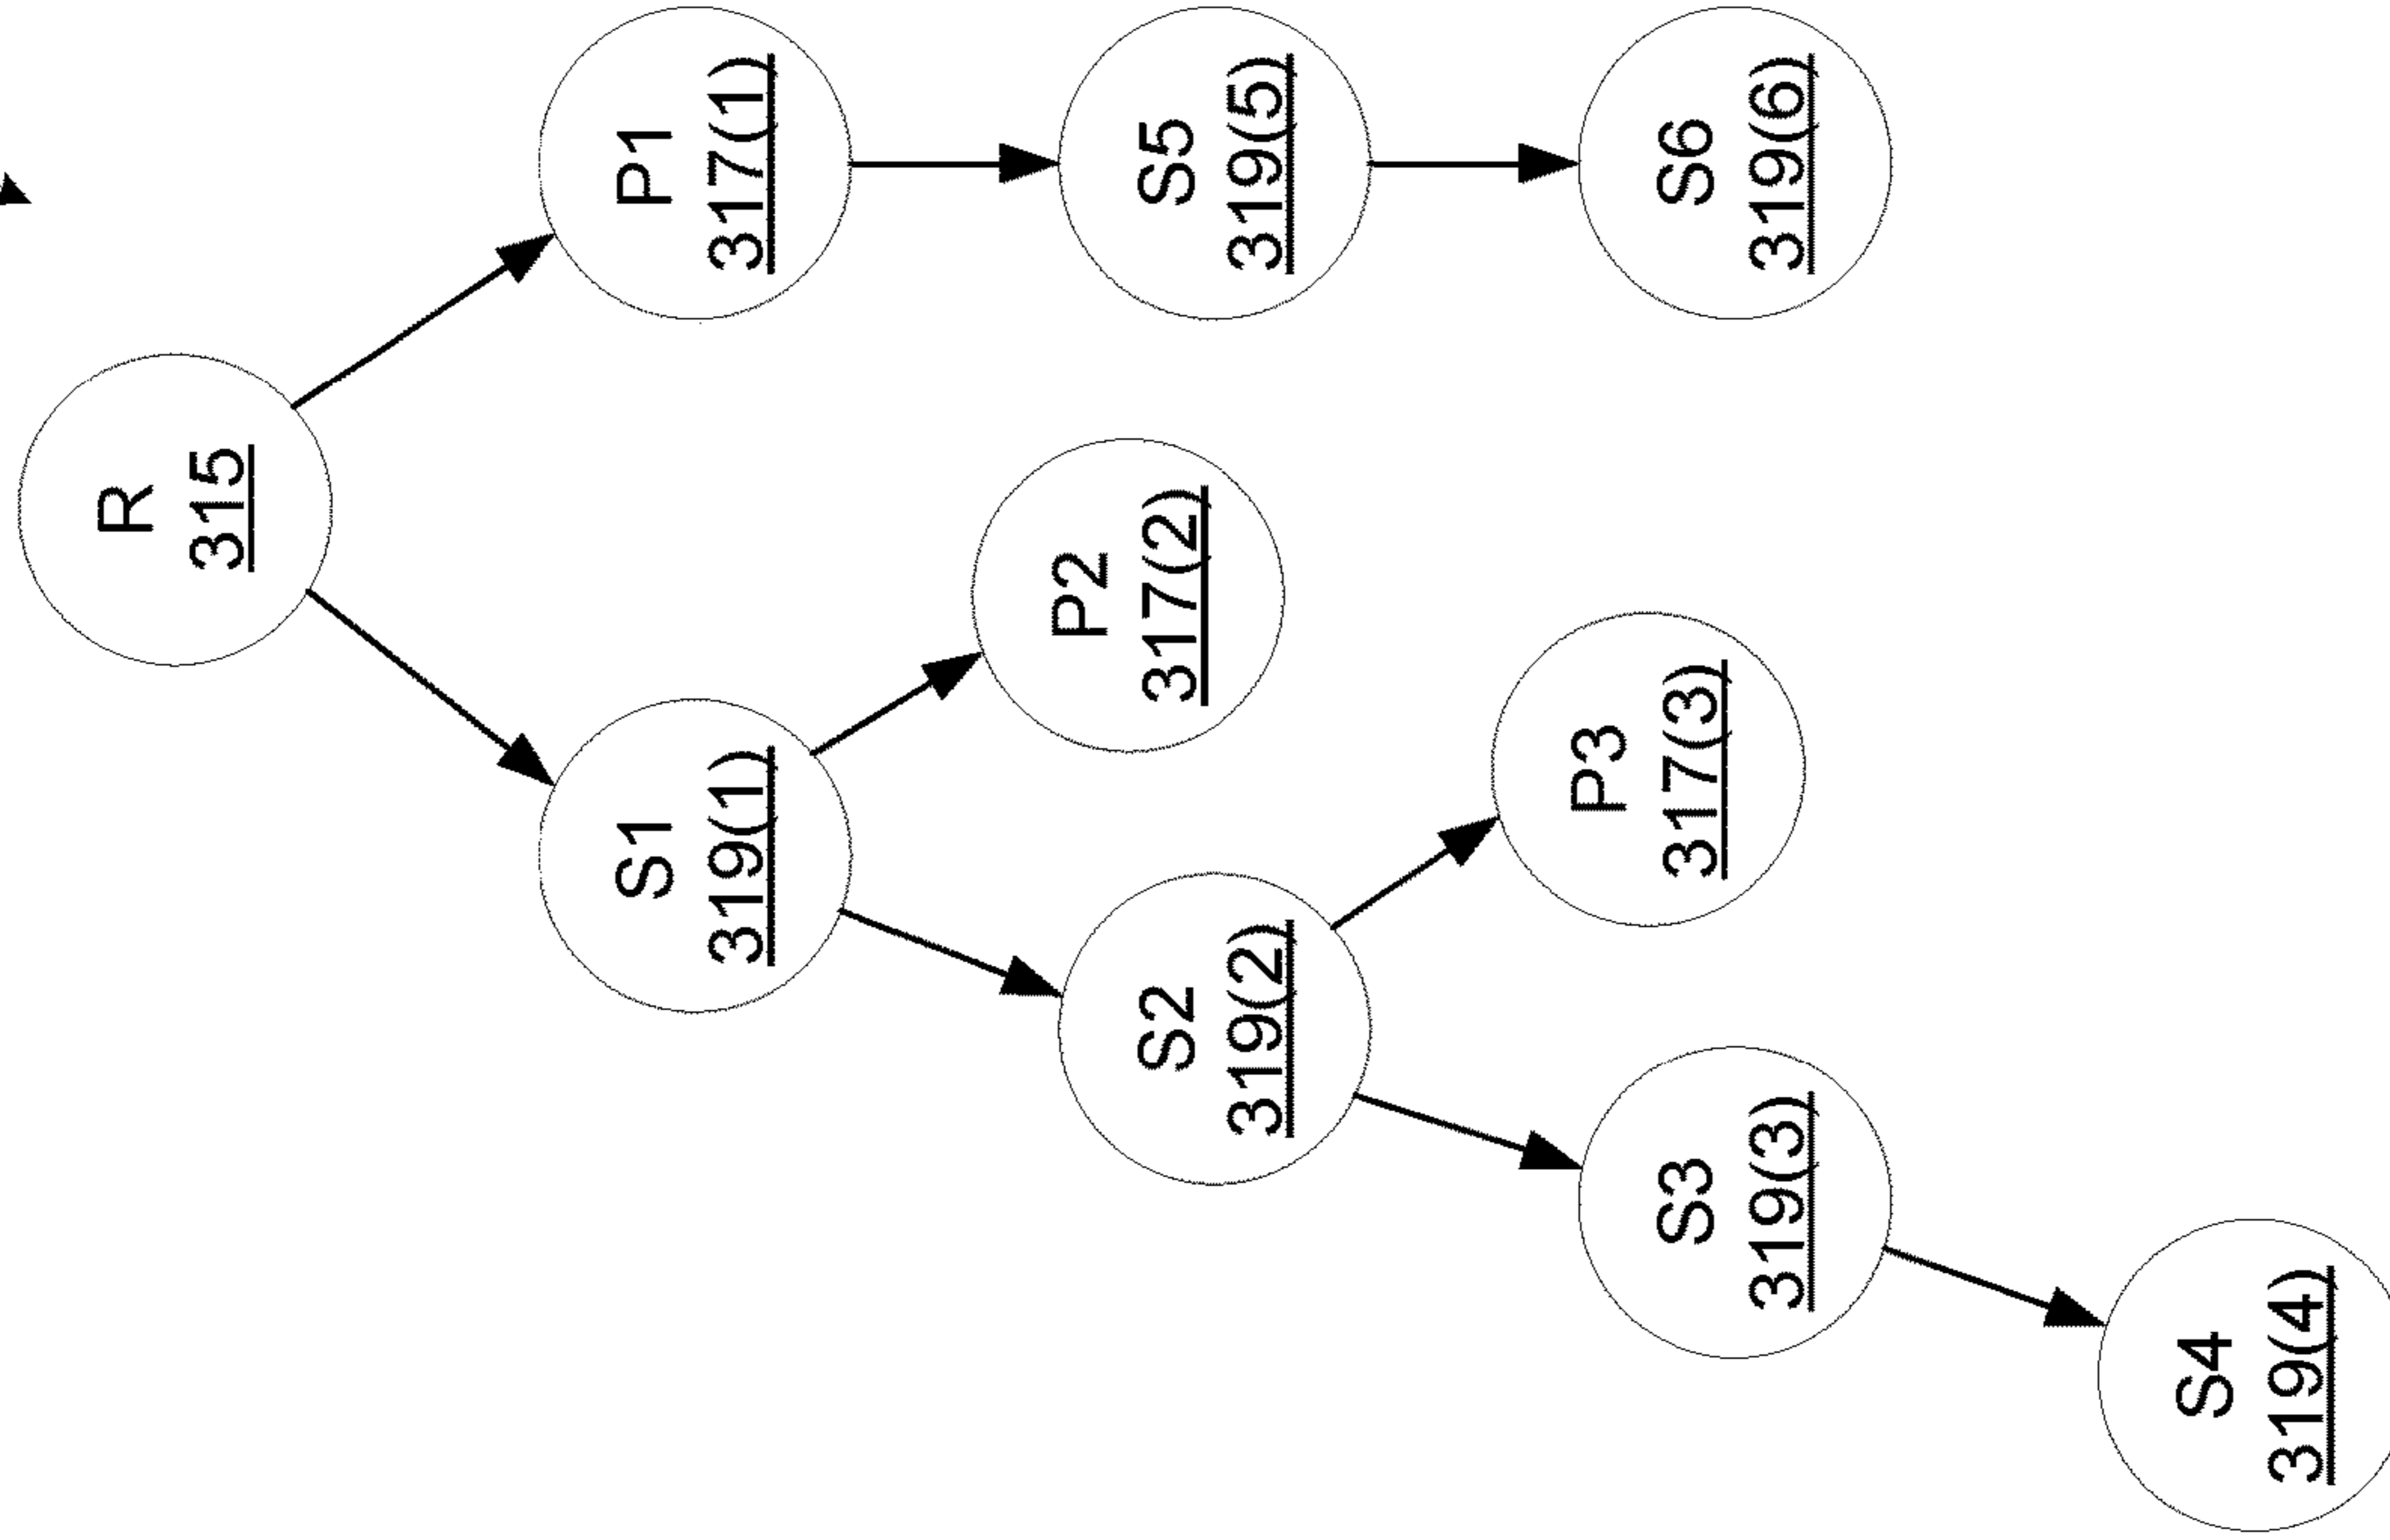 R
315
P1
317(1)
S1
319(1)
P2
317(2)
S5
319(5)
S2
319(2)
P3
317(3)
S6
319(6)
S3
319(3)
S4
319(4)